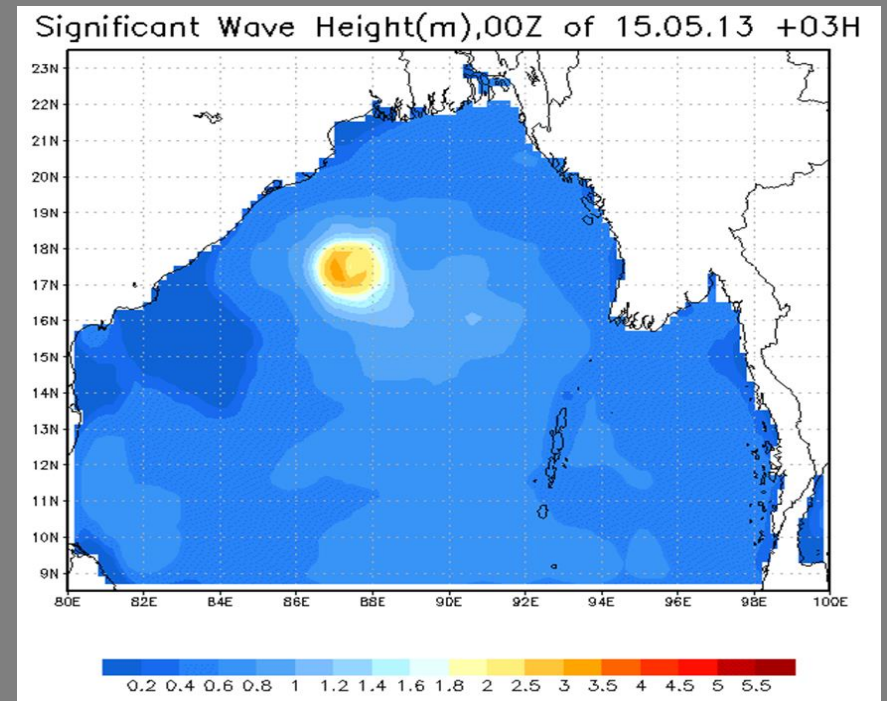 Significant Wave Height(m),00Z of 15.05.13 +03H
23N
22N
21N
20N
19N
18N
17N
16N
15N
14N
13N
12N
11N
10N
9N
80E 82E 84E 86E 88E 90E 92E 94E 96E 98E 100E
0.2 0.4 0.6 0.8 1 1.2 1.4 1.6 1.8 2 2.5 3 3.5 4 4.5 5 5.5